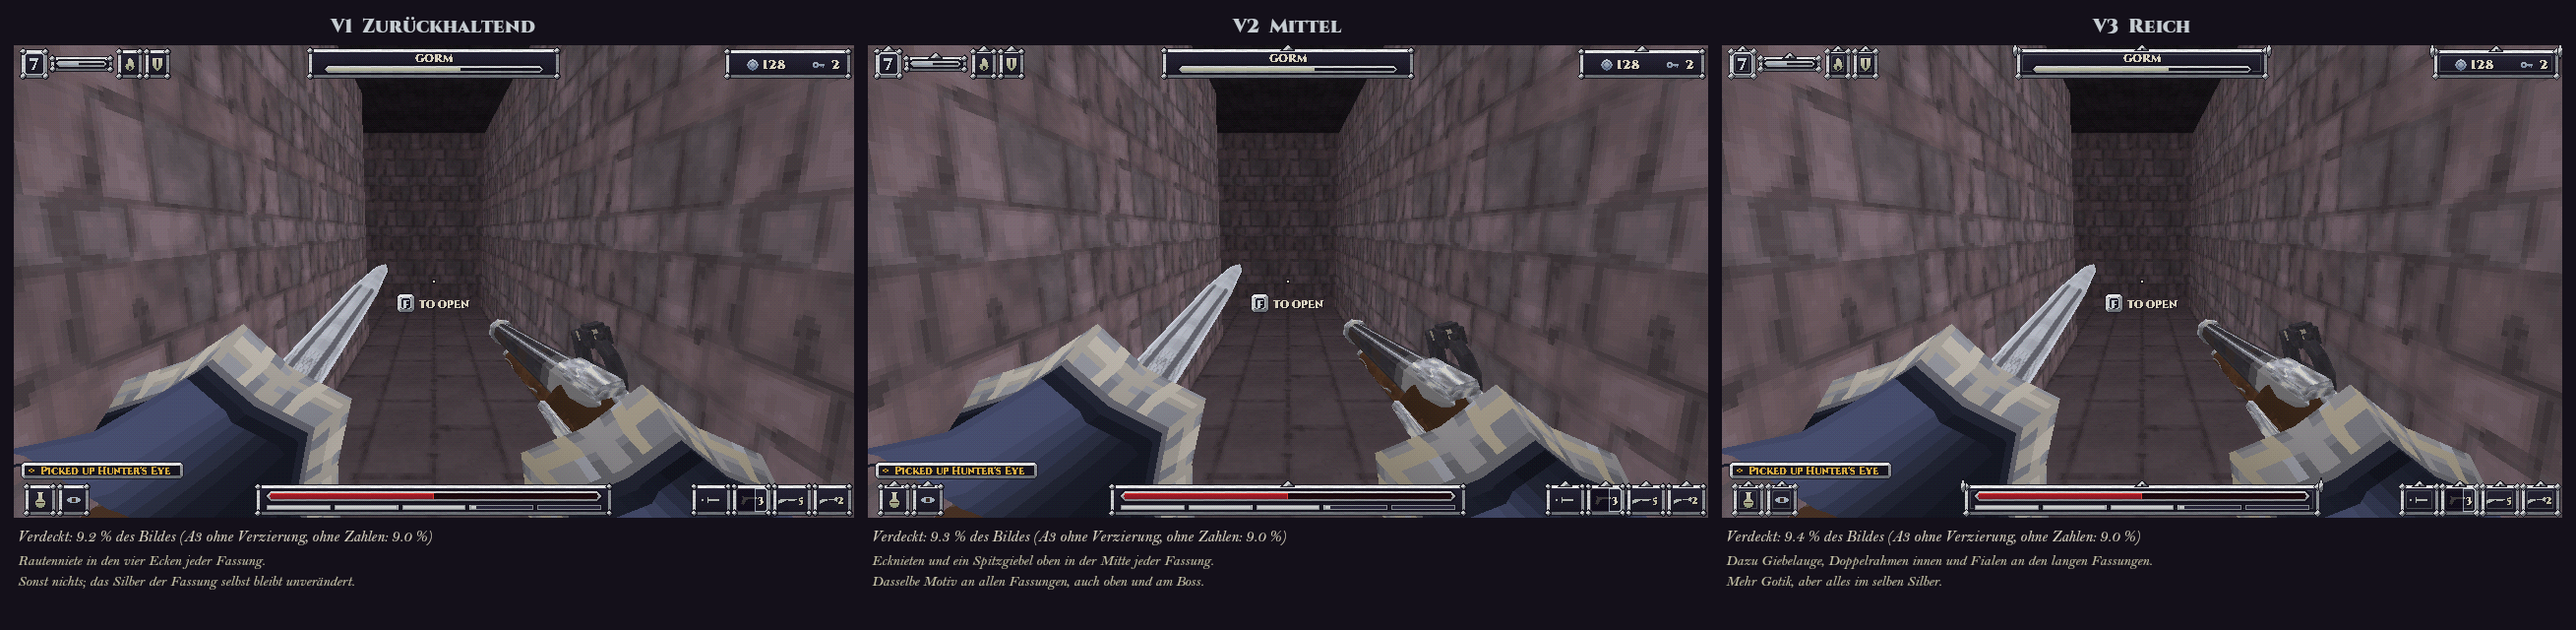 V1 Zurückhaltend
7
GORM
128 2
F TO OPEN
Picked up Hunter's Eye
3 5 2
Verdeckt: 9.2 % des Bildes (A3 ohne Verzierung, ohne Zahlen: 9.0 %)
Rautenniete in den vier Ecken jeder Fassung.
Sonst nichts; das Silber der Fassung selbst bleibt unverändert.
V2 Mittel
7
GORM
128 2
F TO OPEN
Picked up Hunter's Eye
3 5 2
Verdeckt: 9.3 % des Bildes (A3 ohne Verzierung, ohne Zahlen: 9.0 %)
Ecknieten und ein Spitzgiebel oben in der Mitte jeder Fassung.
Dasselbe Motiv an allen Fassungen, auch oben und am Boss.
V3 Reich
7
GORM
128 2
F TO OPEN
Picked up Hunter's Eye
3 5 2
Verdeckt: 9.4 % des Bildes (A3 ohne Verzierung, ohne Zahlen: 9.0 %)
Dazu Giebelauge, Doppelrahmen innen und Fialen an den langen Fassungen.
Mehr Gotik, aber alles im selben Silber.